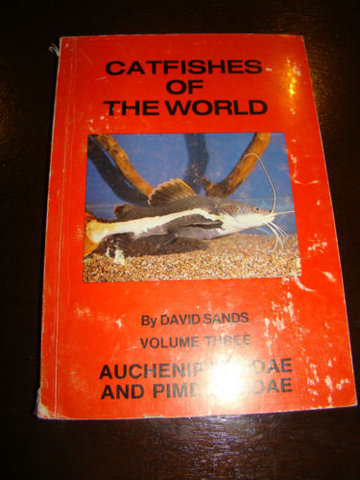 CATFISHES
OF
THE WORLD
By DAVID SANDS
VOLUME THREE
AND